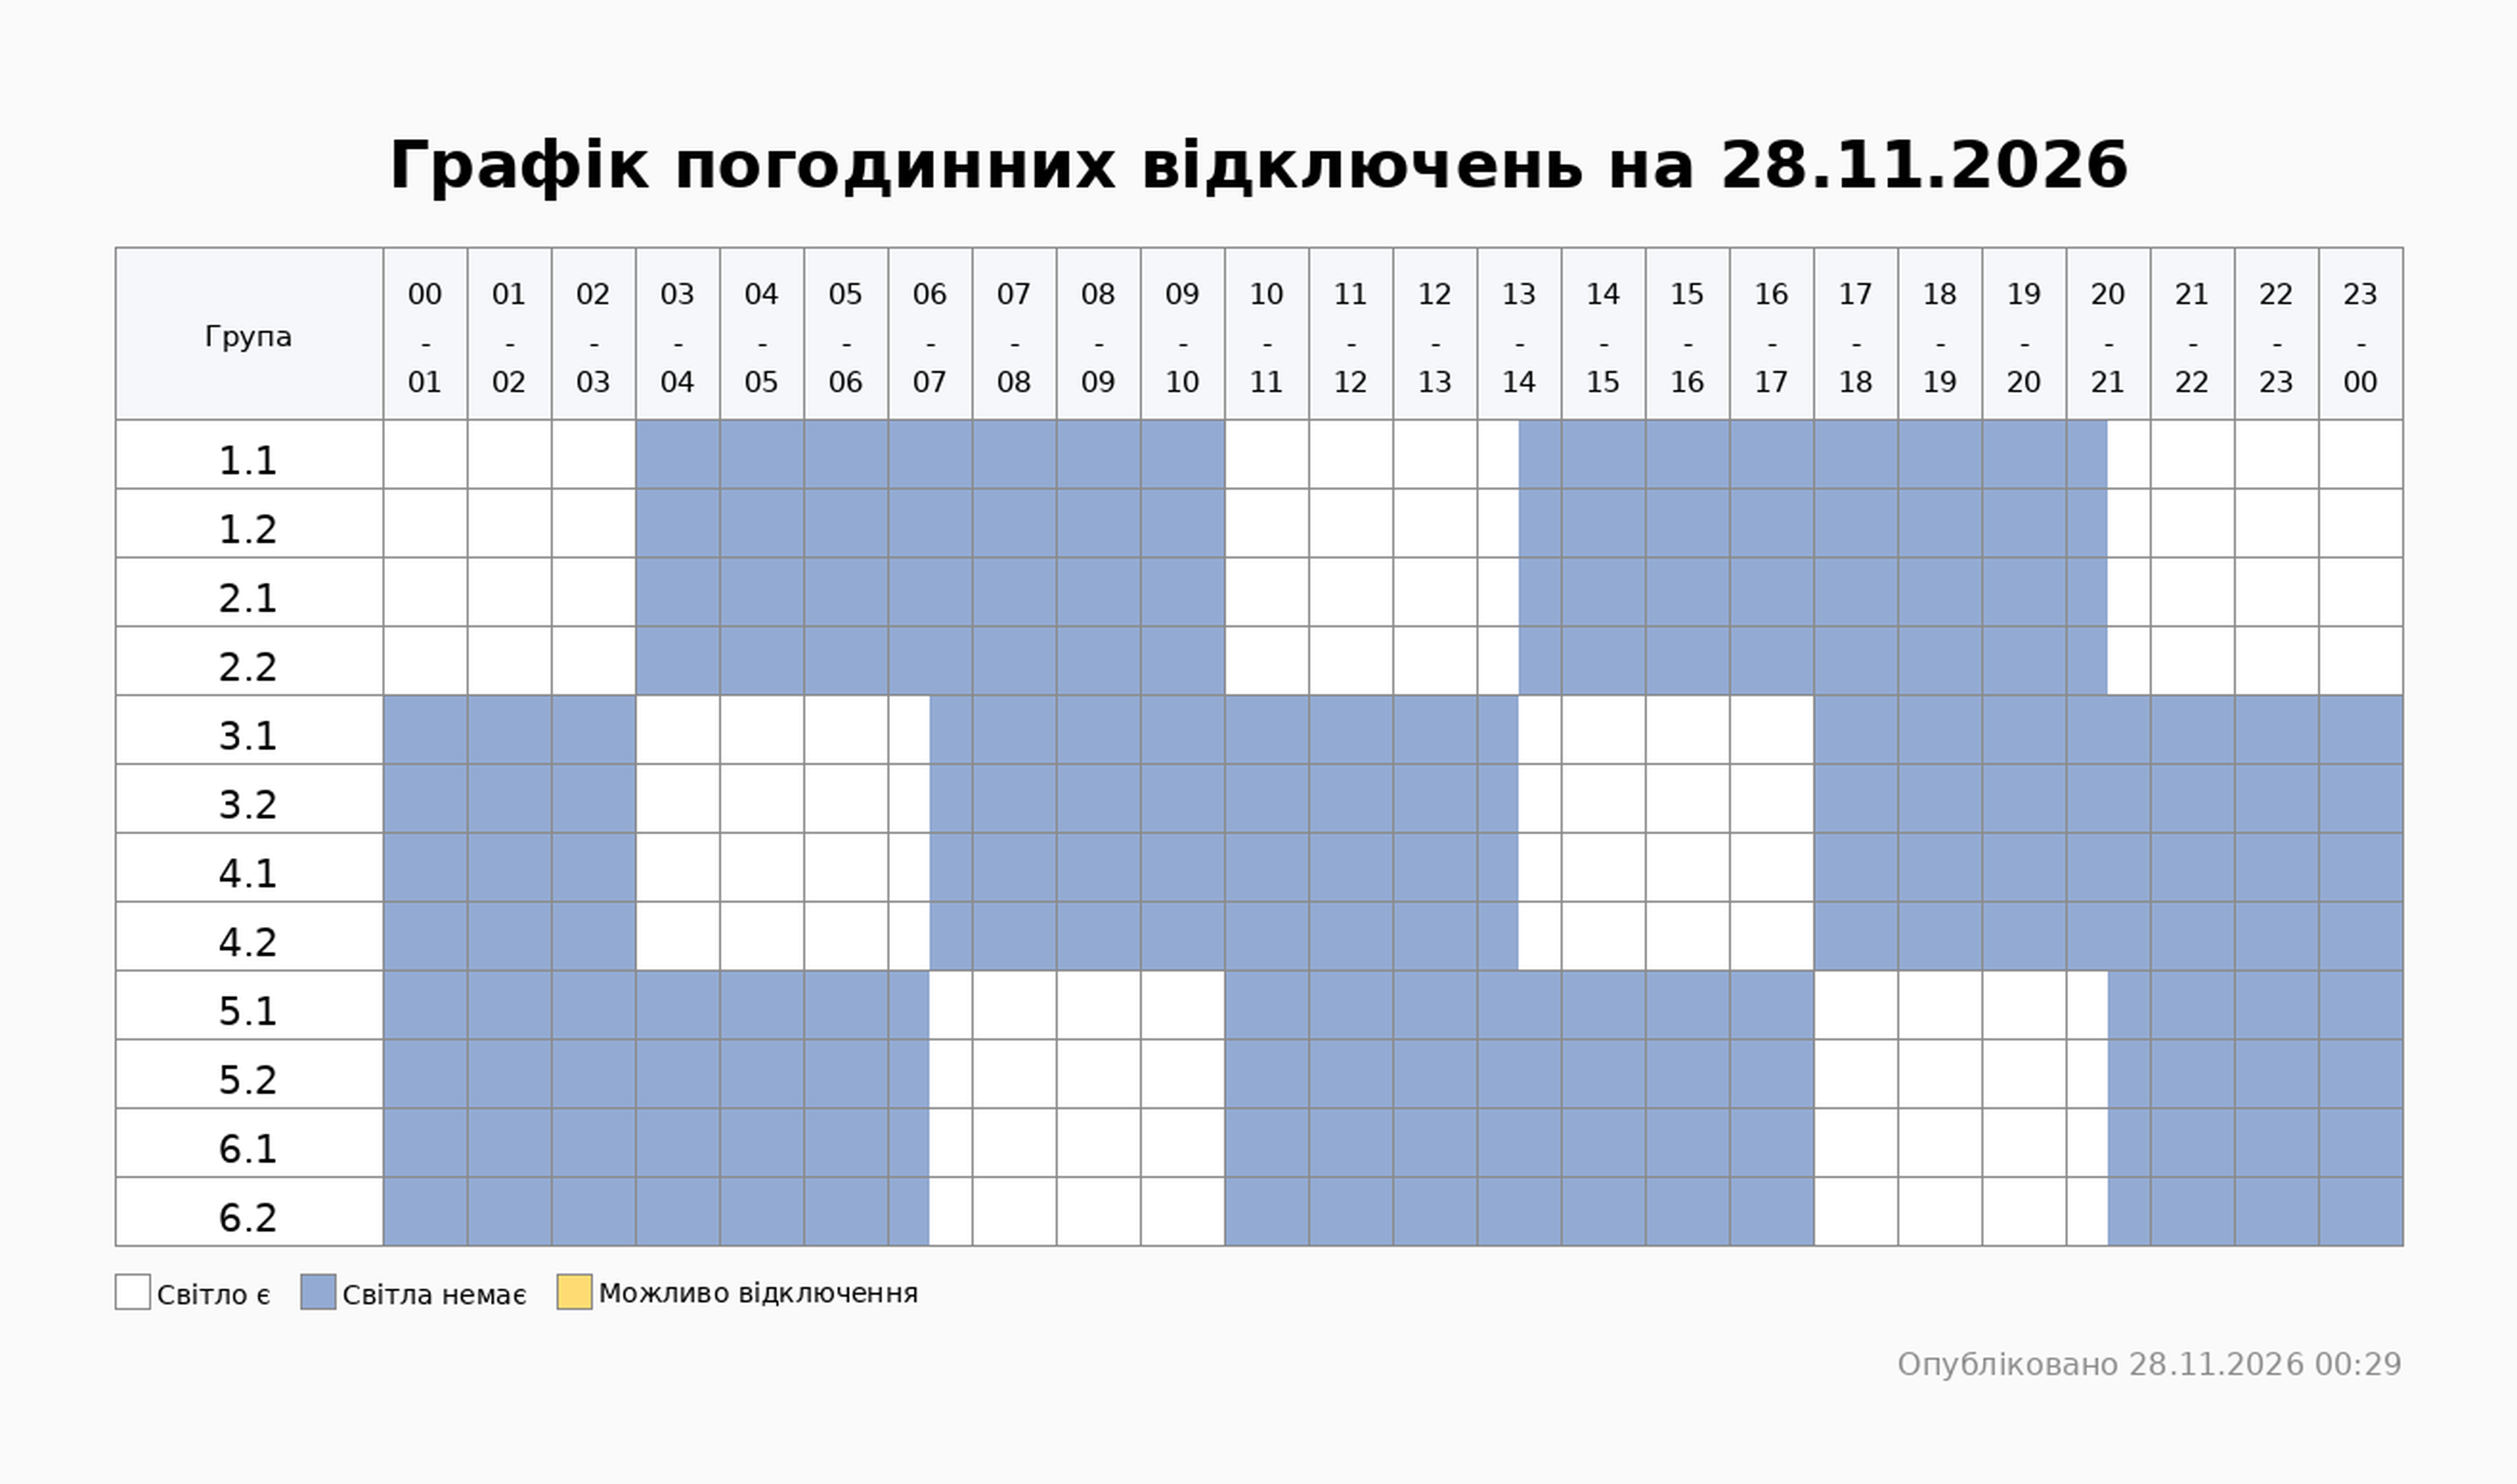 Графік погодинних відключень на 28.11.2026
Група
00 - 01
01 - 02
02 - 03
03 - 04
04 - 05
05 - 06
06 - 07
07 - 08
08 - 09
09 - 10
10 - 11
11 - 12
12 - 13
13 - 14
14 - 15
15 - 16
16 - 17
17 - 18
18 - 19
19 - 20
20 - 21
21 - 22
22 - 23
23 - 00
1.1
1.2
2.1
2.2
3.1
3.2
4.1
4.2
5.1
5.2
6.1
6.2
Світло є
Світла немає
Можливо відключення
Опубліковано 28.11.2026 00:29